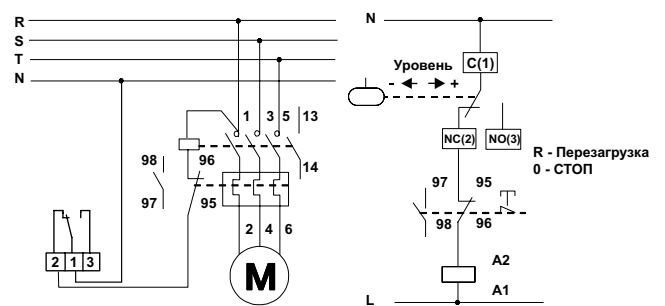 R
S
T
N
1 3 5 13
98
96
14
97
95
2 4 6
M
2 1 3
N
C(1)
Уровень
- +
NC(2) NO(3)
R - Перезагрузка
0 - СТОП
97 95
98 96
A2
A1
L